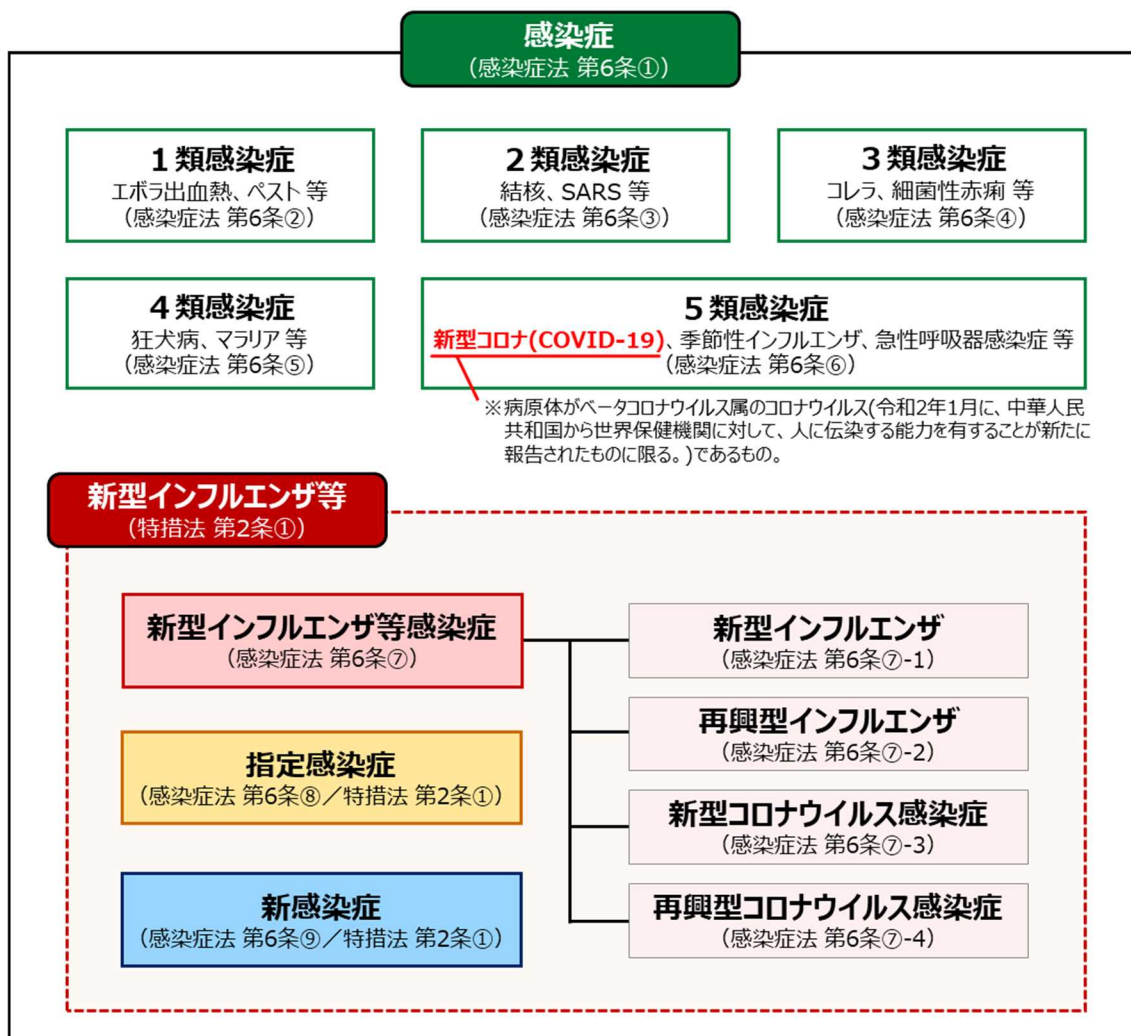 感染症
(感染症法 第6条①)
1類感染症
エボラ出血熱、ペスト 等
(感染症法 第6条②)
2類感染症
結核、SARS 等
(感染症法 第6条③)
3類感染症
コレラ、細菌性赤痢 等
(感染症法 第6条④)
4類感染症
狂犬病、マラリア 等
(感染症法 第6条⑤)
5類感染症
新型コロナ(COVID-19)、季節性インフルエンザ、急性呼吸器感染症 等
(感染症法 第6条⑥)
※病原体がベータコロナウイルス属のコロナウイルス(令和2年1月に、中華人民
共和国から世界保健機関に対して、人に伝染する能力を有することが新たに
報告されたものに限る。)であるもの。
新型インフルエンザ等
(特措法 第2条①)
新型インフルエンザ等感染症
(感染症法 第6条⑦)
指定感染症
(感染症法 第6条⑧/特措法 第2条①)
新感染症
(感染症法 第6条⑨/特措法 第2条①)
新型インフルエンザ
(感染症法 第6条⑦-1)
再興型インフルエンザ
(感染症法 第6条⑦-2)
新型コロナウイルス感染症
(感染症法 第6条⑦-3)
再興型コロナウイルス感染症
(感染症法 第6条⑦-4)